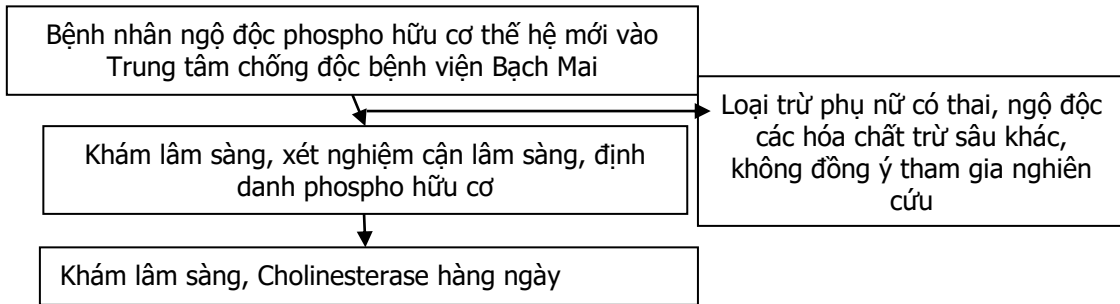 Bệnh nhân ngộ độc phospho hữu cơ thế hệ mới vào
Trung tâm chống độc bệnh viện Bạch Mai
Loại trừ phụ nữ có thai, ngộ độc
các hóa chất trừ sâu khác,
không đồng ý tham gia nghiên
cứu
Khám lâm sàng, xét nghiệm cận lâm sàng, định
danh phospho hữu cơ
Khám lâm sàng, Cholinesterase hàng ngày